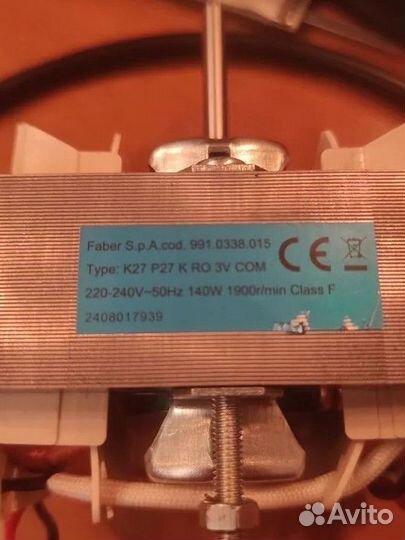 Faber S.p.A.cod. 991.0338.015
Type: K27 P27 K RO 3V COM
220-240V~50Hz 140W 1900r/min Class F
2408017939
CE
Avito